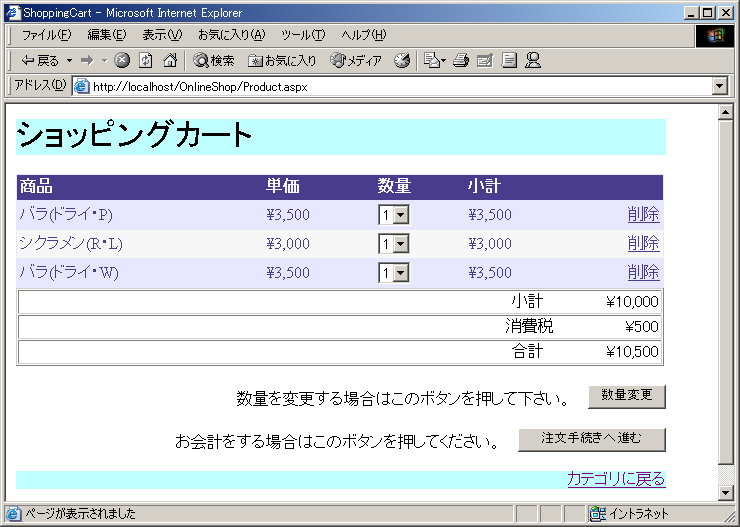 ShoppingCart - Microsoft Internet Explorer
ファイル(F) 編集(E) 表示(V) お気に入り(A) ツール(T) ヘルプ(H)
戻る 検索 お気に入り メディア
アドレス(D) http://localhost/OnlineShop/Product.aspx
ショッピングカート
商品 単価 数量 小計
バラ(ドライ・P) ¥3,500 1 ¥3,500 削除
シクラメン(R・L) ¥3,000 1 ¥3,000 削除
バラ(ドライ・W) ¥3,500 1 ¥3,500 削除
小計 ¥10,000
消費税 ¥500
合計 ¥10,500
数量を変更する場合はこのボタンを押して下さい。 数量変更
お会計をする場合はこのボタンを押してください。 注文手続きへ進む
カテゴリに戻る
ページが表示されました イントラネット